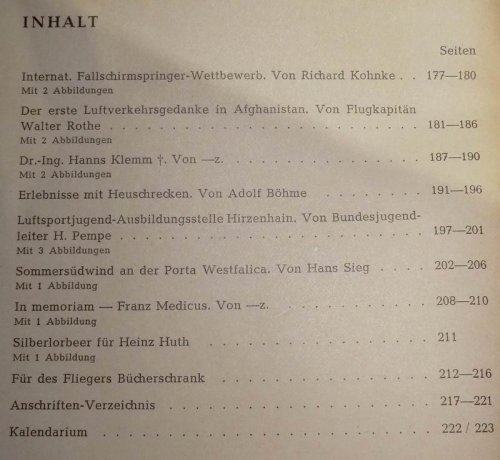 INHALT
Seiten
Internat. Fallschirmspringer-Wettbewerb. Von Richard Kohnke . . 177—180
Mit 2 Abbildungen
Der erste Luftverkehrsgedanke in Afghanistan. Von Flugkapitän
Walter Rothe . . . . . . . . . . . . . . . . . . . 181—186
Mit 2 Abbildungen
Dr.-Ing. Hanns Klemm †. Von —z. . . . . . . . . . . . 187—190
Mit 2 Abbildungen
Erlebnisse mit Heuschrecken. Von Adolf Böhme . . . . . . 191—196
Luftsportjugend-Ausbildungsstelle Hirzenhain. Von Bundesjugend-
leiter H. Pempe . . . . . . . . . . . . . . . . . . 197—201
Mit 3 Abbildungen
Sommersüdwind an der Porta Westfalica. Von Hans Sieg . . . . 202—206
Mit 1 Abbildung
In memoriam — Franz Medicus. Von —z. . . . . . . . . . 208—210
Mit 1 Abbildung
Silberlorbeer für Heinz Huth . . . . . . . . . . . . . 211
Mit 1 Abbildung
Für des Fliegers Bücherschrank . . . . . . . . . . . . 212—216
Anschriften-Verzeichnis . . . . . . . . . . . . . . . 217—221
Kalendarium . . . . . . . . . . . . . . . . . . . 222 / 223